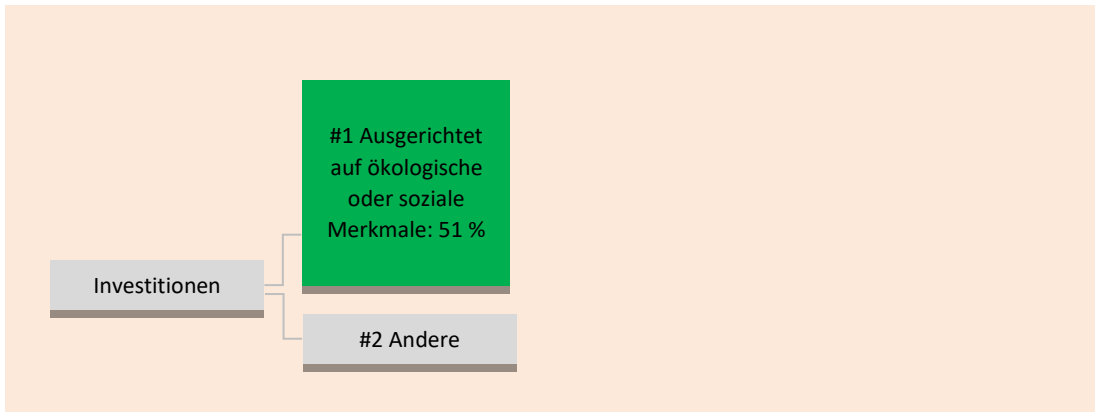 #1 Ausgerichtet
auf ökologische
oder soziale
Merkmale: 51 %
Investitionen
#2 Andere